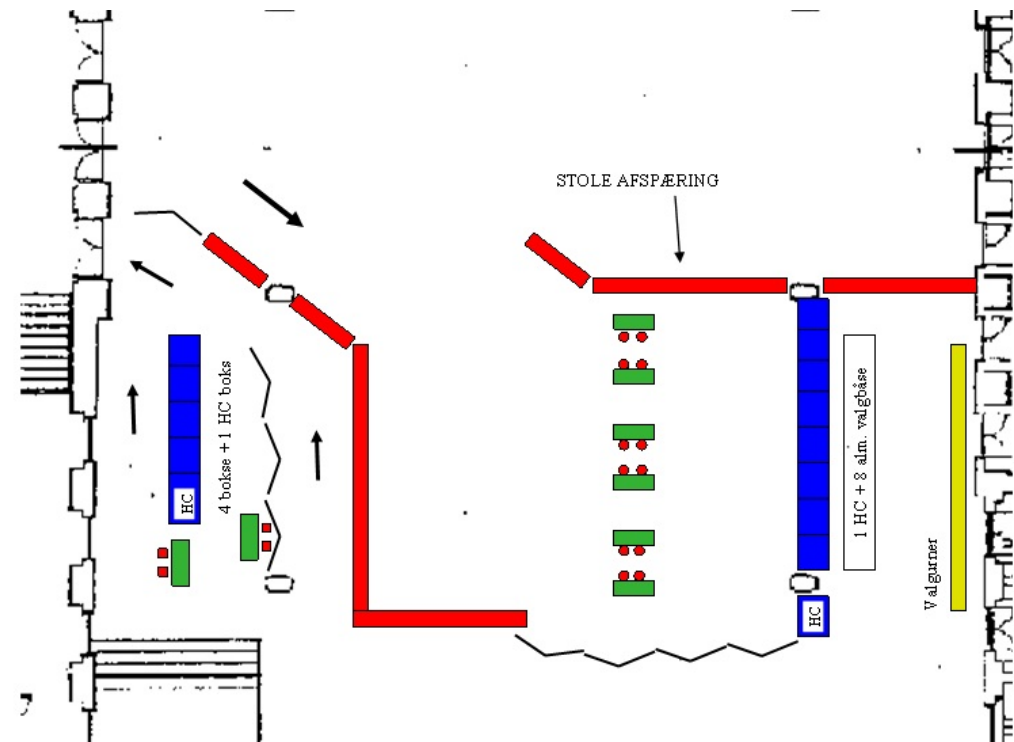 STOLE AFSPÆRING
4 bokse + 1 HC boks
HC
1 HC + 8 alm. valgbåse
Valgurner
HC